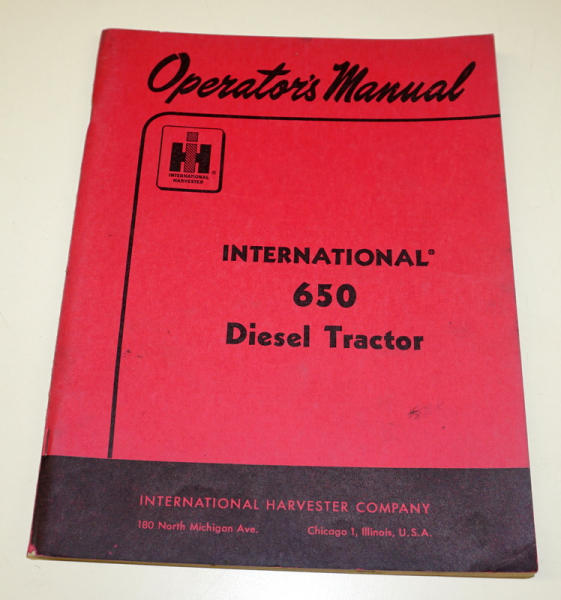 Operator's Manual
IH ®
INTERNATIONAL
HARVESTER
INTERNATIONAL®
650
Diesel Tractor
INTERNATIONAL HARVESTER COMPANY
180 North Michigan Ave. Chicago 1, Illinois, U.S.A.